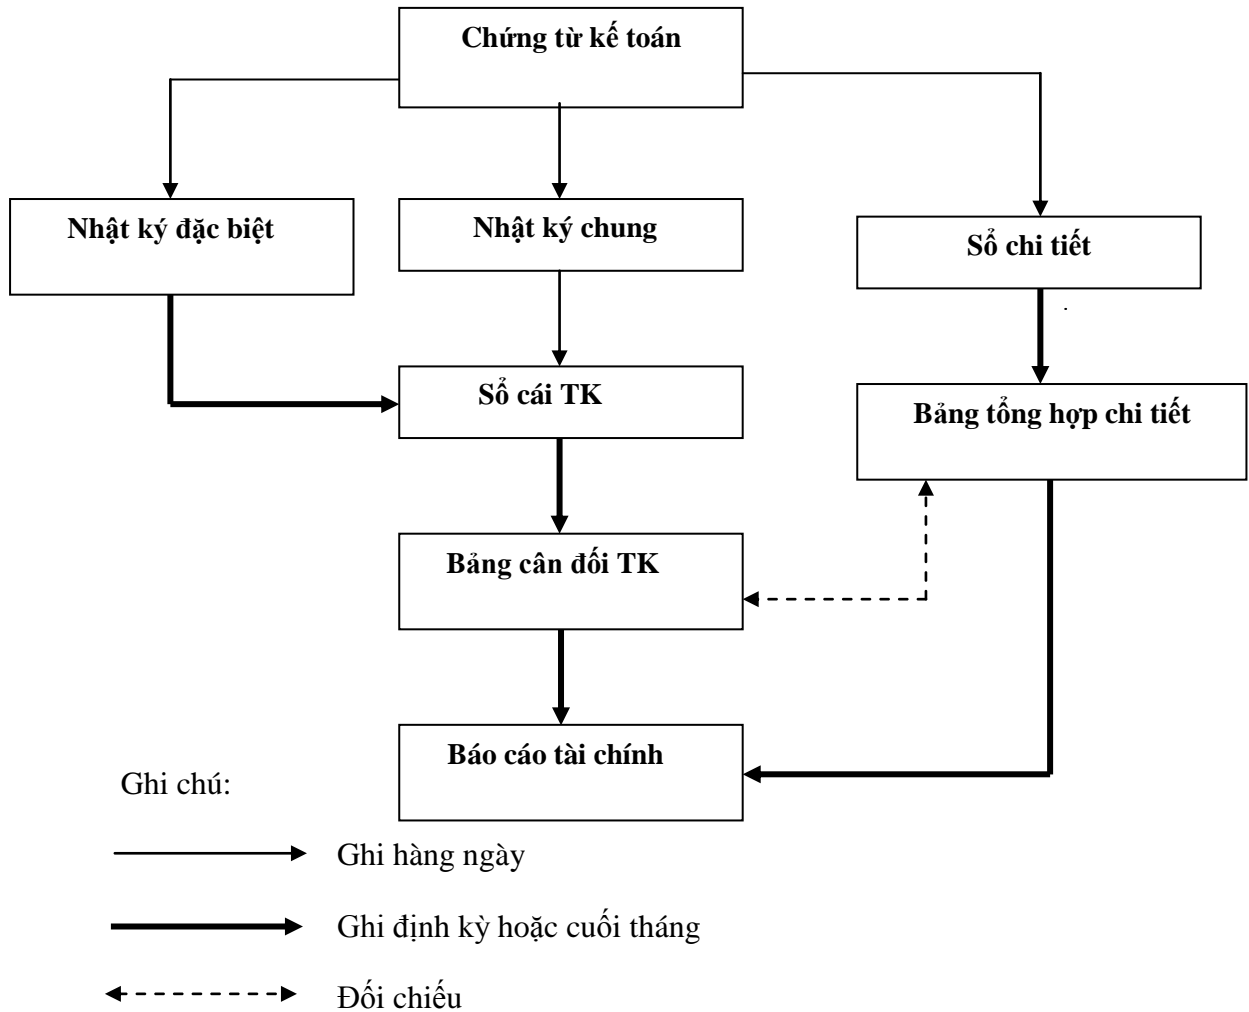 Chứng từ kế toán
Nhật ký đặc biệt
Nhật ký chung
Sổ chi tiết
Sổ cái TK
Bảng tổng hợp chi tiết
Bảng cân đối TK
Báo cáo tài chính
Ghi chú:
Ghi hàng ngày
Ghi định kỳ hoặc cuối tháng
Đối chiếu